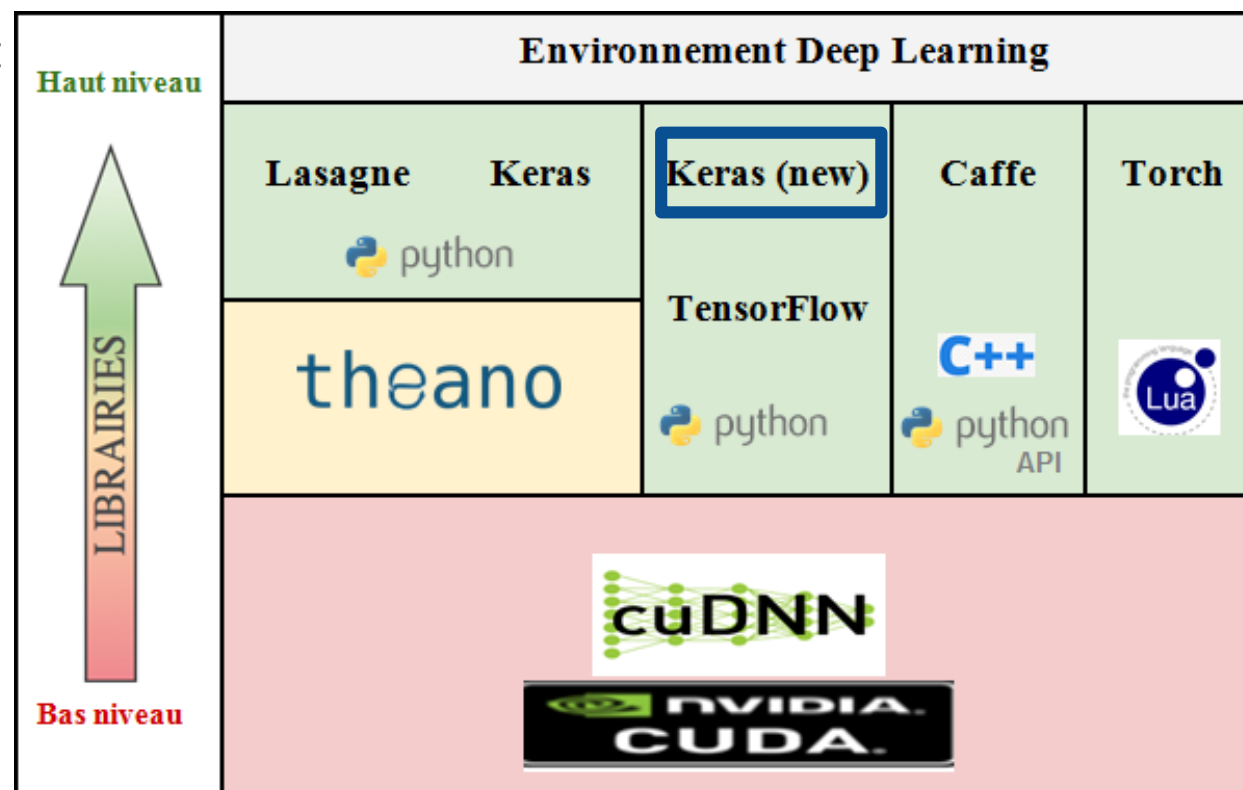 Environnement Deep Learning
Haut niveau
LIBRAIRIES
Bas niveau
Lasagne Keras
python
theano
Keras (new)
TensorFlow
python
Caffe
C++
python
API
Torch
Lua
cuDNN
NVIDIA.
CUDA.